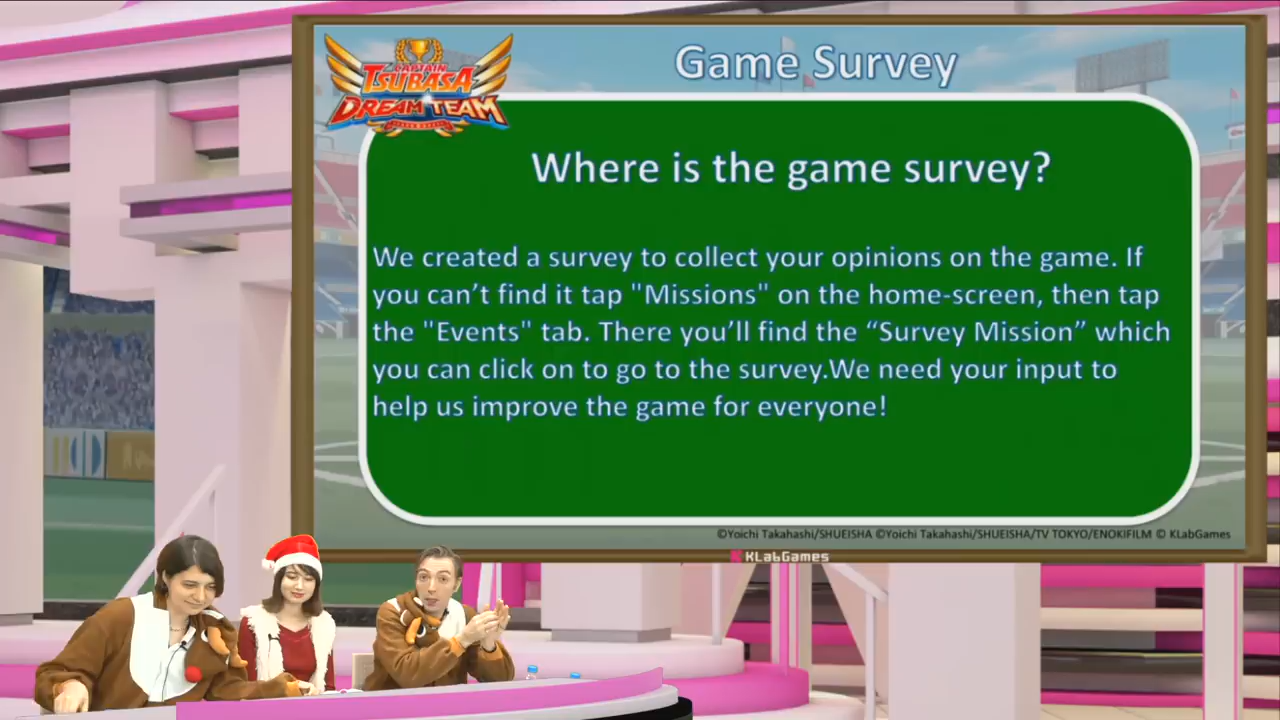 Game Survey
CAPTAIN
TSUBASA
DREAM TEAM
Where is the game survey?
We created a survey to collect your opinions on the game. If
you can’t find it tap "Missions" on the home-screen, then tap
the "Events" tab. There you’ll find the “Survey Mission” which
you can click on to go to the survey.We need your input to
help us improve the game for everyone!
©Yoichi Takahashi/SHUEISHA ©Yoichi Takahashi/SHUEISHA/TV TOKYO/ENOKIFILM © KLabGames
KLabGames